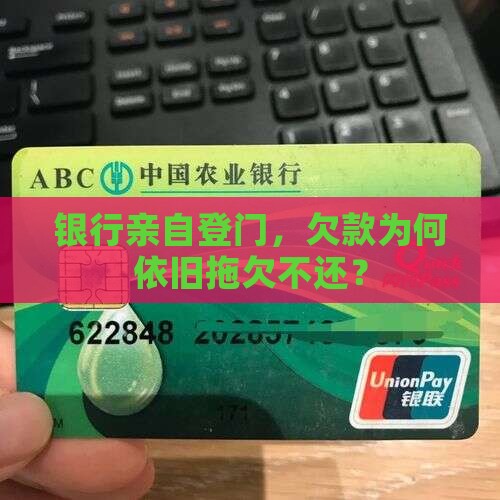 ABC 中国农业银行
银行亲自登门，欠款为何
依旧拖欠不还？
622848
UnionPay
银联
171